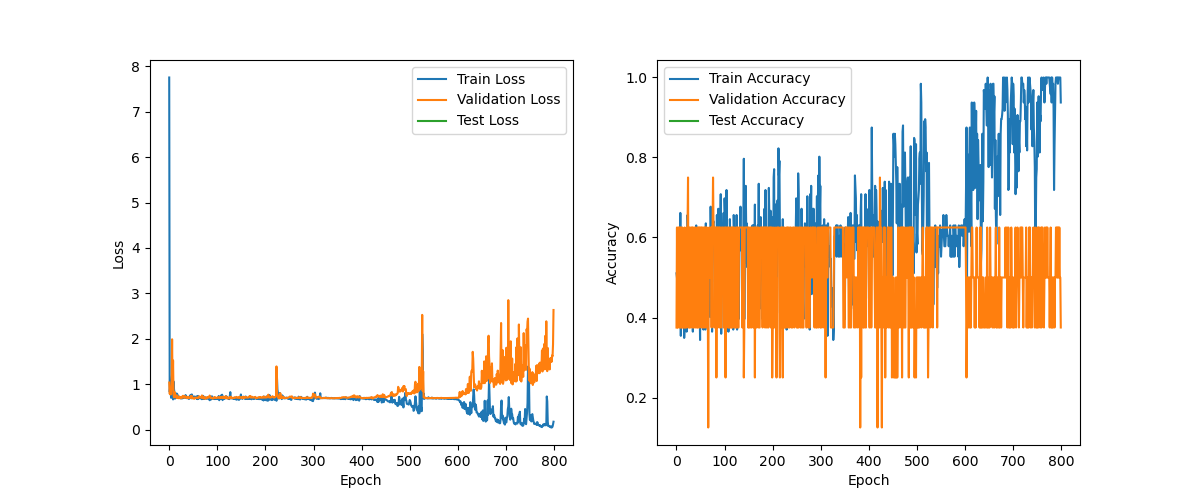 8
7
6
5
4
3
2
1
0
Loss
Train Loss
Validation Loss
Test Loss
0 100 200 300 400 500 600 700 800
Epoch
1.0
0.8
0.6
0.4
0.2
Accuracy
Train Accuracy
Validation Accuracy
Test Accuracy
0 100 200 300 400 500 600 700 800
Epoch